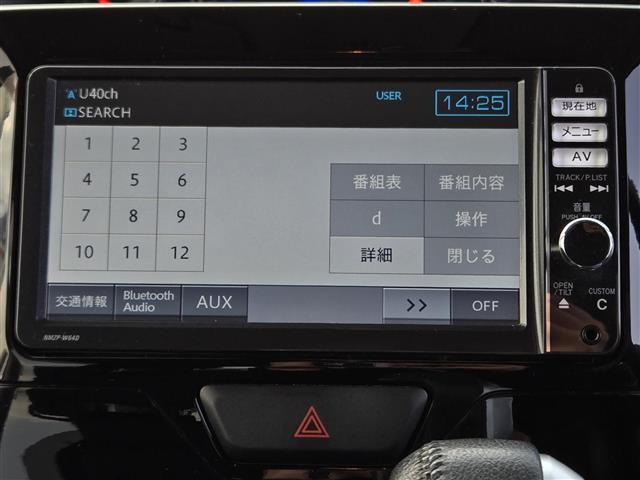 A U40ch
SEARCH
USER
14:25
1 2 3
4 5 6
7 8 9
10 11 12
番組表 番組内容
d 操作
詳細 閉じる
交通情報
Bluetooth
Audio
AUX
>>
OFF
NMZP-W64D
現在地
メニュー
AV
TRACK/P.LIST
音量
PUSH AV OFF
OPEN
/TILT
CUSTOM
C